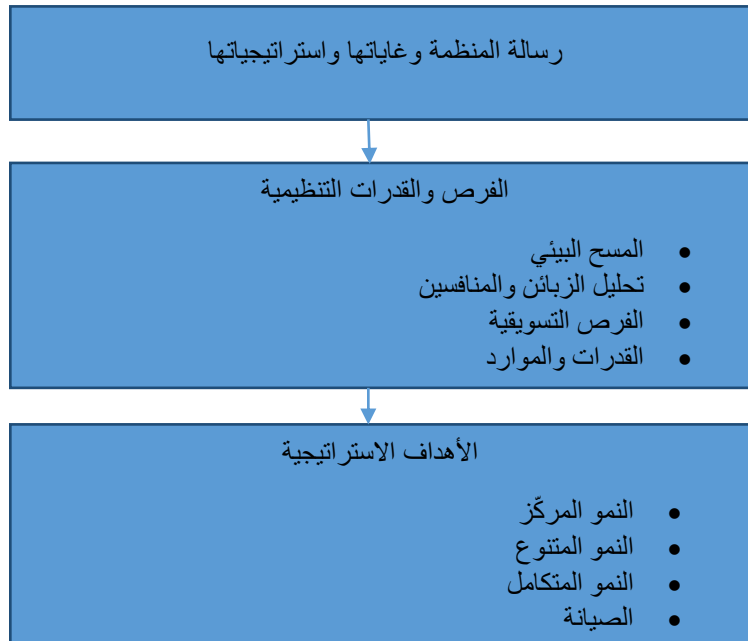 رسالة المنظمة وغاياتها واستراتيجياتها
الفرص والقدرات التنظيمية
● المسح البيئي
● تحليل الزبائن والمنافسين
● الفرص التسويقية
● القدرات والموارد
الأهداف الاستراتيجية
● النمو المركّز
● النمو المتنوع
● النمو المتكامل
● الصيانة